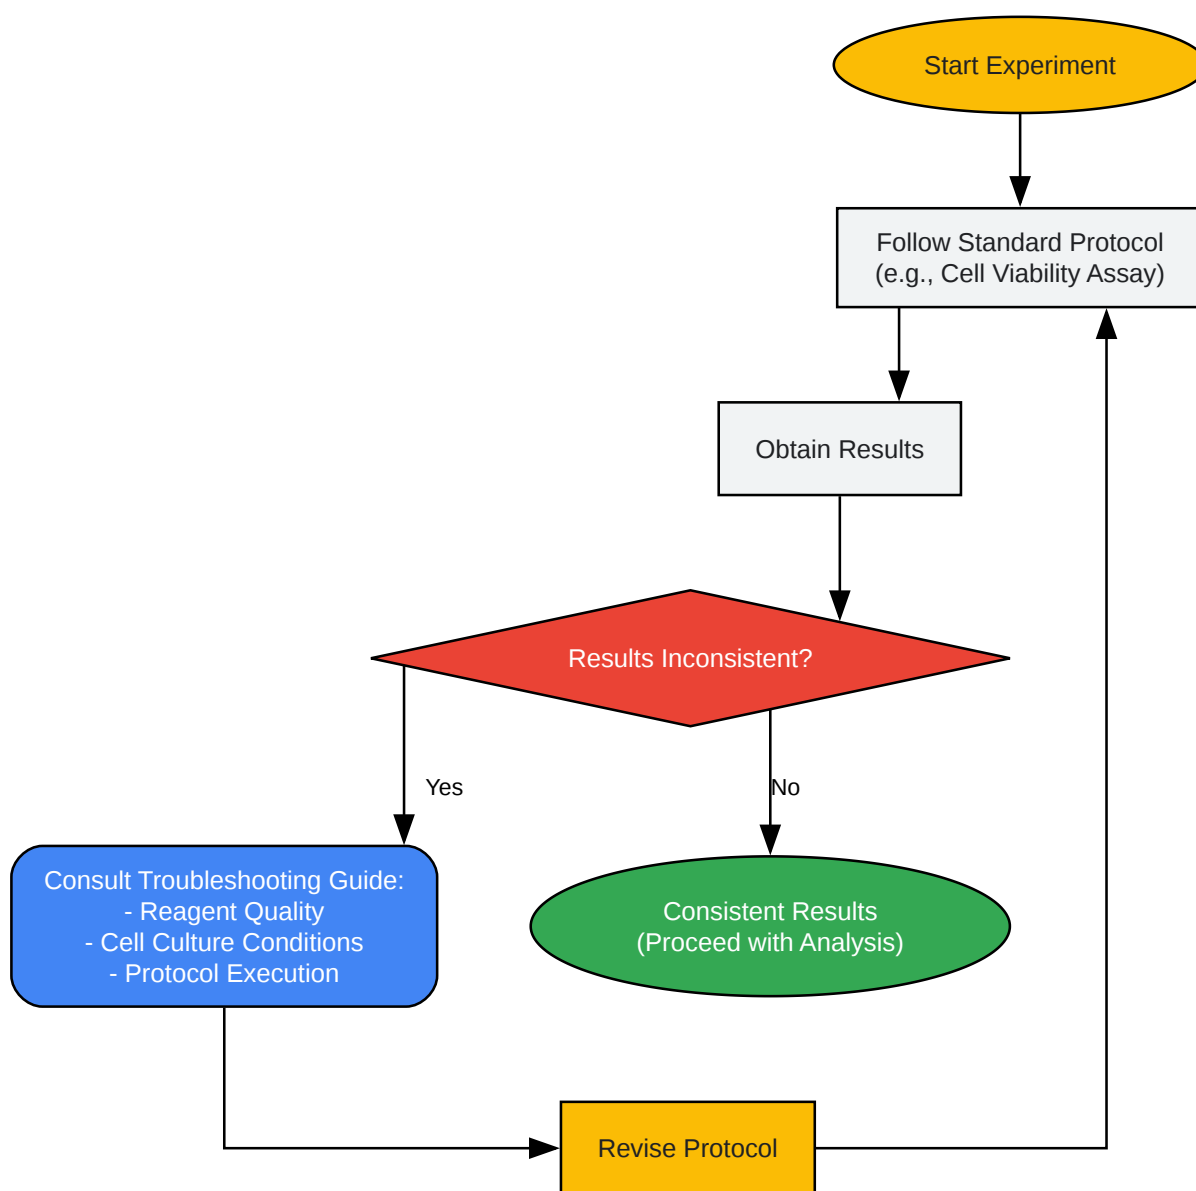 Start Experiment
Follow Standard Protocol
(e.g., Cell Viability Assay)
Obtain Results
Results Inconsistent?
Yes
No
Consult Troubleshooting Guide:
- Reagent Quality
- Cell Culture Conditions
- Protocol Execution
Consistent Results
(Proceed with Analysis)
Revise Protocol